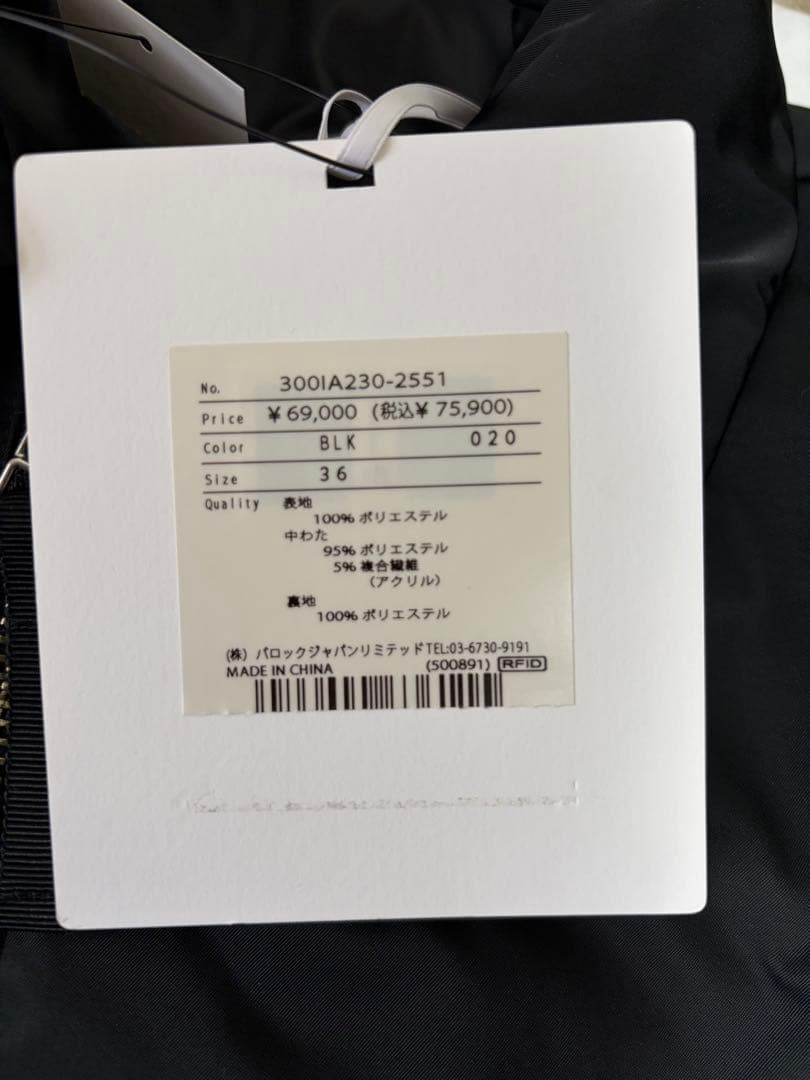 No. 300IA230-2551
Price ¥69,000 (税込¥ 75,900)
Color BLK 020
Size 36
Quality 表地
100% ポリエステル
中わた
95% ポリエステル
5% 複合繊維
(アクリル)
裏地
100% ポリエステル
(株) バロックジャパンリミテッド TEL:03-6730-9191
MADE IN CHINA (500891) RFID